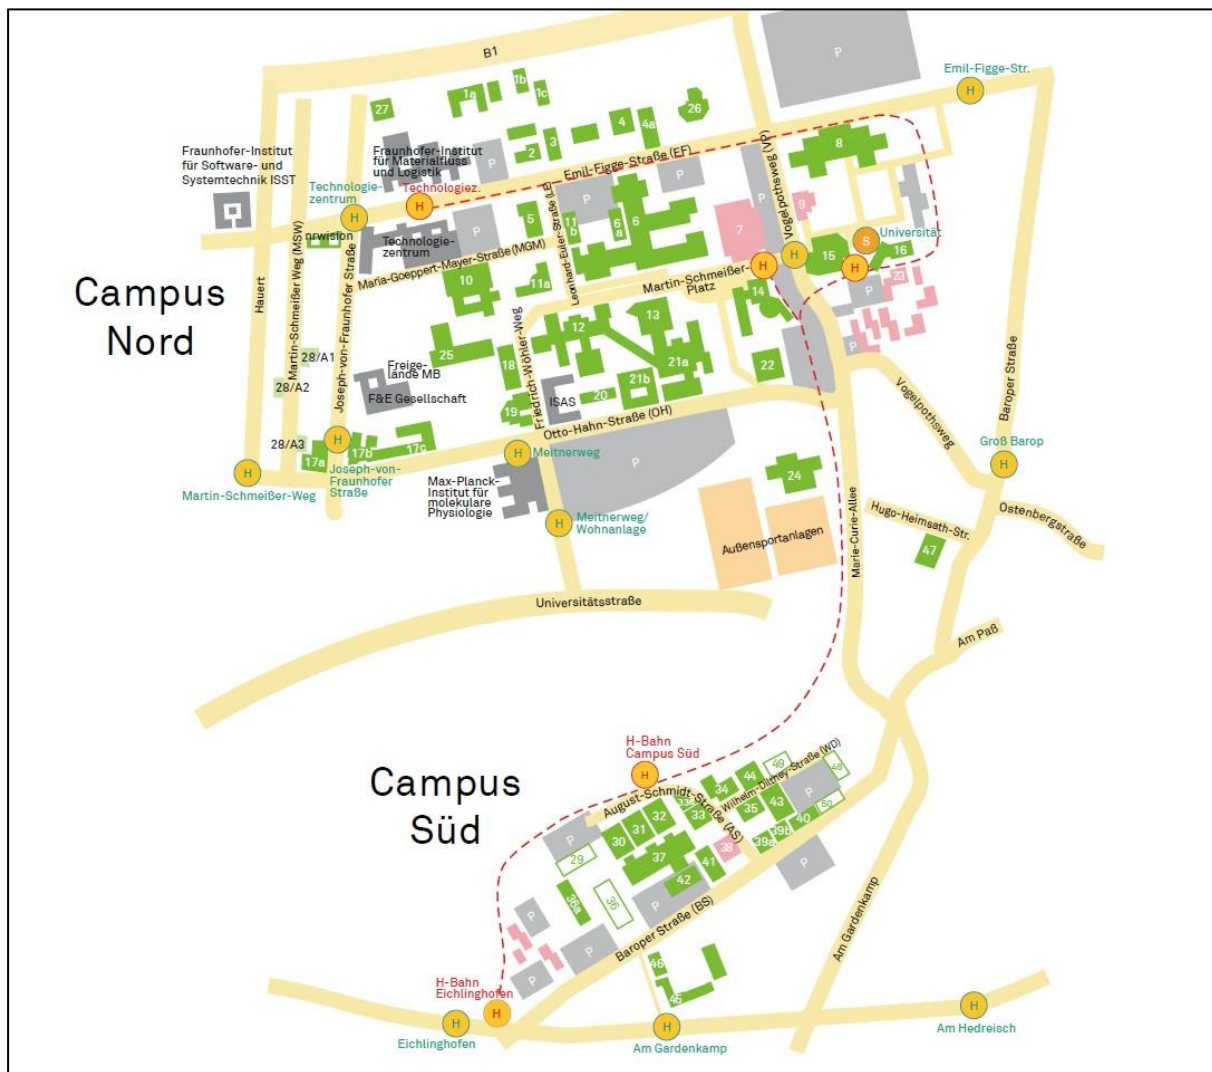 B1
P
Emil-Figge-Str.
1b
1a
1c
27
26
4
4a
3
2
8
Fraunhofer-Institut
für Software- und
Systemtechnik ISST
Fraunhofer-Institut
für Materialfluss
und Logistik
P
Emil-Figge-Straße (EF)
P
Technologie-
zentrum
Technologiez.
H
H
H
nrwision
Technologie-
zentrum
P
5
11
b
P
6
a
6
7
P
Vogelpothsweg (VP)
9
S
Universität
15
16
H
H
H
23
P
P
Maria-Goeppert-Mayer-Straße (MGM)
Leonhard-Euler-Straße (LE)
Martin-Schmeißer-
Platz
10
11a
14
12
13
Campus
Nord
Hauert
Martin-Schmeißer Weg (MSW)
Joseph-von-Fraunhofer Straße
Friedrich-Wöhler-Weg
25
18
21a
21b
20
22
28/A1
28/A2
28/A3
Freige-
lände MB
F&E Gesellschaft
ISAS
19
Otto-Hahn-Straße (OH)
17a
17b
17c
H
H
H
H
Martin-Schmeißer-Weg
Joseph-von-
Fraunhofer
Straße
Meitnerweg
P
Max-Planck-
Institut für
molekulare
Physiologie
Meitnerweg/
Wohnanlage
24
Außensportanlagen
Marie-Curie-Allee
Vogelpothsweg
Baroper Straße
Groß Barop
H
Hugo-Heimsath-Str.
Ostenbergstraße
47
Universitätsstraße
Am Paß
H-Bahn
Campus Süd
H
Campus
Süd
August-Schmidt-Straße (AS)
Wilhelm-Dilthey-Straße (WD)
49
48
44
34
P
43
50
35
40
39b
39a
33
32
31
30
P
29
37
38
41
42
P
P
36a
36
P
P
P
Baroper Straße (BS)
Am Gardenkamp
46
45
H-Bahn
Eichlinghofen
H
H
Eichlinghofen
H
Am Gardenkamp
H
Am Hedreisch